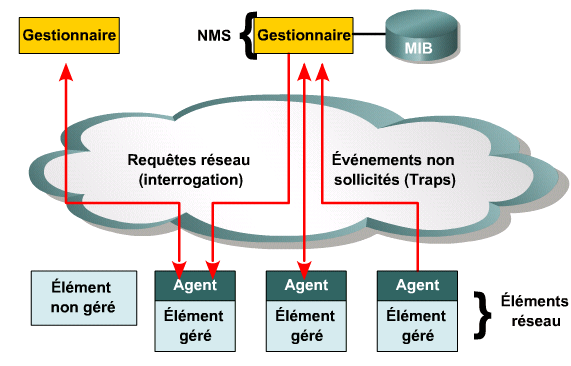 Gestionnaire
NMS
Gestionnaire
MIB
Requêtes réseau
(interrogation)
Événements non
sollicités (Traps)
Élément
non géré
Agent
Élément
géré
Agent
Élément
géré
Agent
Élément
géré
Éléments
réseau